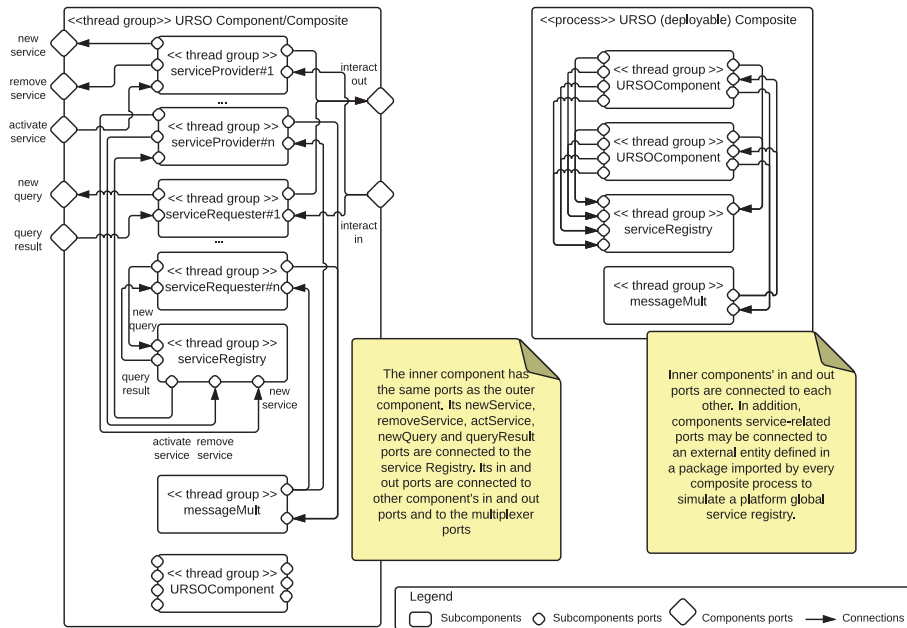 <<thread group>> URSO Component/Composite
new
service
remove
service
activate
service
new
query
query
result
<< thread group >>
serviceProvider#1
...
<< thread group >>
serviceProvider#n
<< thread group >>
serviceRequester#1
...
<< thread group >>
serviceRequester#n
new
query
<< thread group >>
serviceRegistry
query
result
new
service
activate
service
remove
service
<< thread group >>
messageMult
<< thread group >>
URSOComponent
interact
out
interact
in
<<process>> URSO (deployable) Composite
<< thread group >>
URSOComponent
<< thread group >>
URSOComponent
<< thread group >>
serviceRegistry
<< thread group >>
messageMult
The inner component has
the same ports as the outer
component. Its newService,
removeService, actService,
newQuery and queryResult
ports are connected to the
service Registry. Its in and
out ports are connected to
other component's in and out
ports and to the multiplexer
ports
Inner components' in and out
ports are connected to each
other. In addition,
components service-related
ports may be connected to
an external entity defined in
a package imported by every
composite process to
simulate a platform global
service registry.
Legend
Subcomponents
Subcomponents ports
Components ports
Connections